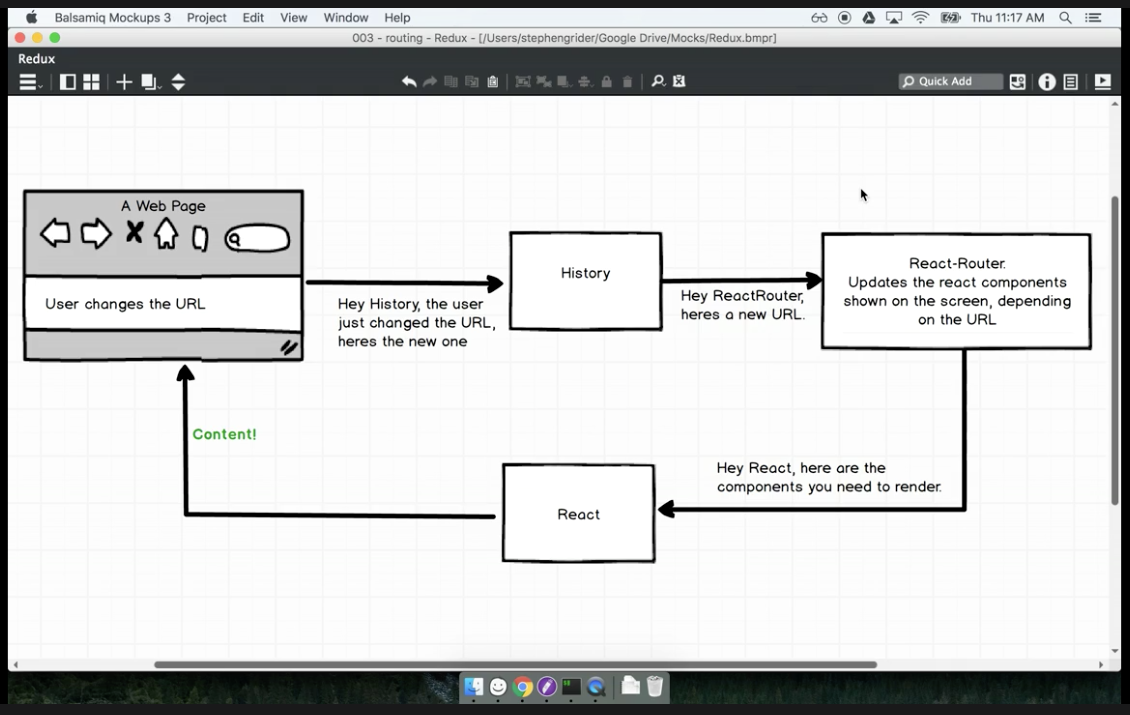 Balsamiq Mockups 3 Project Edit View Window Help Thu 11:17 AM
003 - routing - Redux - [/Users/stephengrider/Google Drive/Mocks/Redux.bmpr]
Redux
Quick Add
A Web Page
User changes the URL
Hey History, the user
just changed the URL,
heres the new one
History
Hey ReactRouter,
heres a new URL.
React-Router.
Updates the react components
shown on the screen, depending
on the URL
Content!
React
Hey React, here are the
components you need to render.